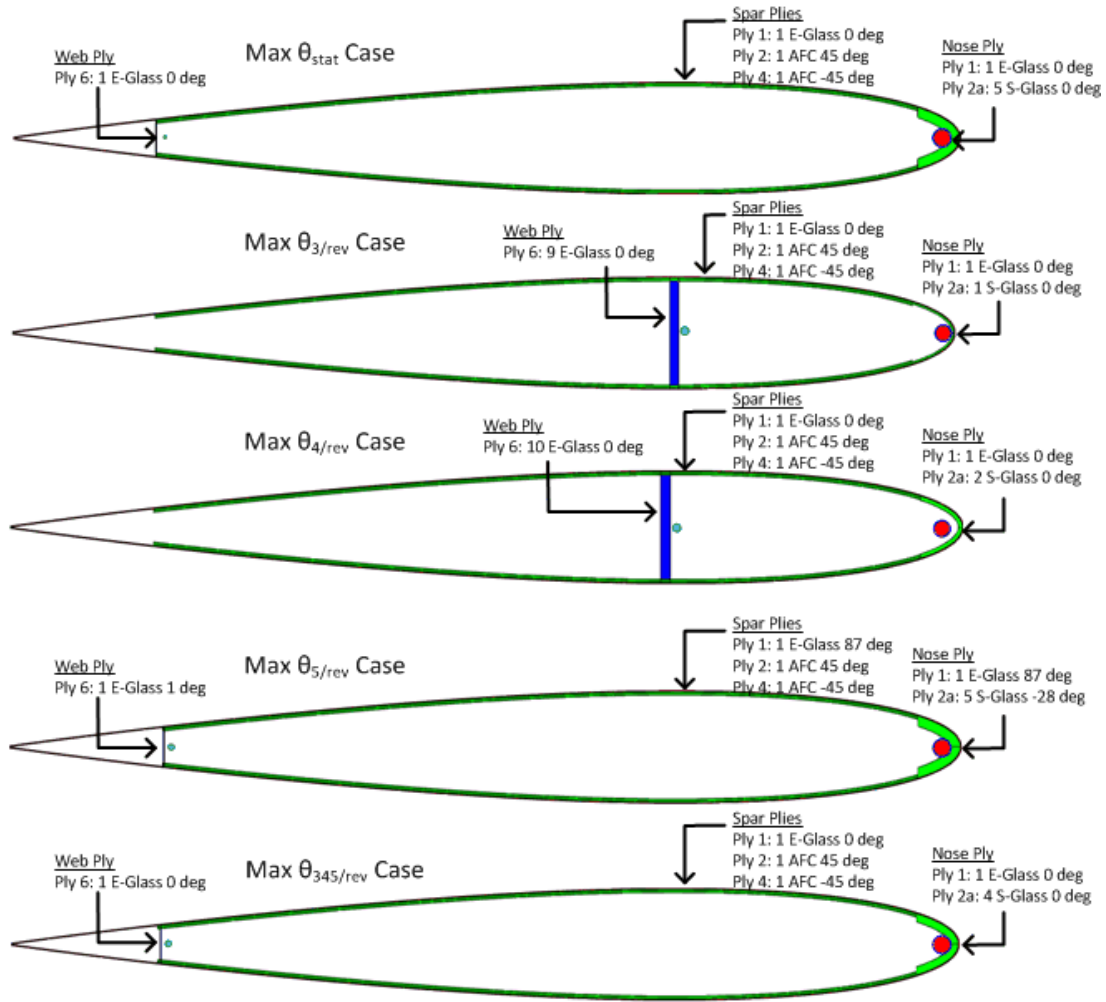 Max θstat Case
Web Ply
Ply 6: 1 E-Glass 0 deg
Spar Plies
Ply 1: 1 E-Glass 0 deg
Ply 2: 1 AFC 45 deg
Ply 4: 1 AFC -45 deg
Nose Ply
Ply 1: 1 E-Glass 0 deg
Ply 2a: 5 S-Glass 0 deg
Max θ3/rev Case
Web Ply
Ply 6: 9 E-Glass 0 deg
Spar Plies
Ply 1: 1 E-Glass 0 deg
Ply 2: 1 AFC 45 deg
Ply 4: 1 AFC -45 deg
Nose Ply
Ply 1: 1 E-Glass 0 deg
Ply 2a: 1 S-Glass 0 deg
Max θ4/rev Case
Web Ply
Ply 6: 10 E-Glass 0 deg
Spar Plies
Ply 1: 1 E-Glass 0 deg
Ply 2: 1 AFC 45 deg
Ply 4: 1 AFC -45 deg
Nose Ply
Ply 1: 1 E-Glass 0 deg
Ply 2a: 2 S-Glass 0 deg
Max θ5/rev Case
Web Ply
Ply 6: 1 E-Glass 1 deg
Spar Plies
Ply 1: 1 E-Glass 87 deg
Ply 2: 1 AFC 45 deg
Ply 4: 1 AFC -45 deg
Nose Ply
Ply 1: 1 E-Glass 87 deg
Ply 2a: 5 S-Glass -28 deg
Max θ345/rev Case
Web Ply
Ply 6: 1 E-Glass 0 deg
Spar Plies
Ply 1: 1 E-Glass 0 deg
Ply 2: 1 AFC 45 deg
Ply 4: 1 AFC -45 deg
Nose Ply
Ply 1: 1 E-Glass 0 deg
Ply 2a: 4 S-Glass 0 deg